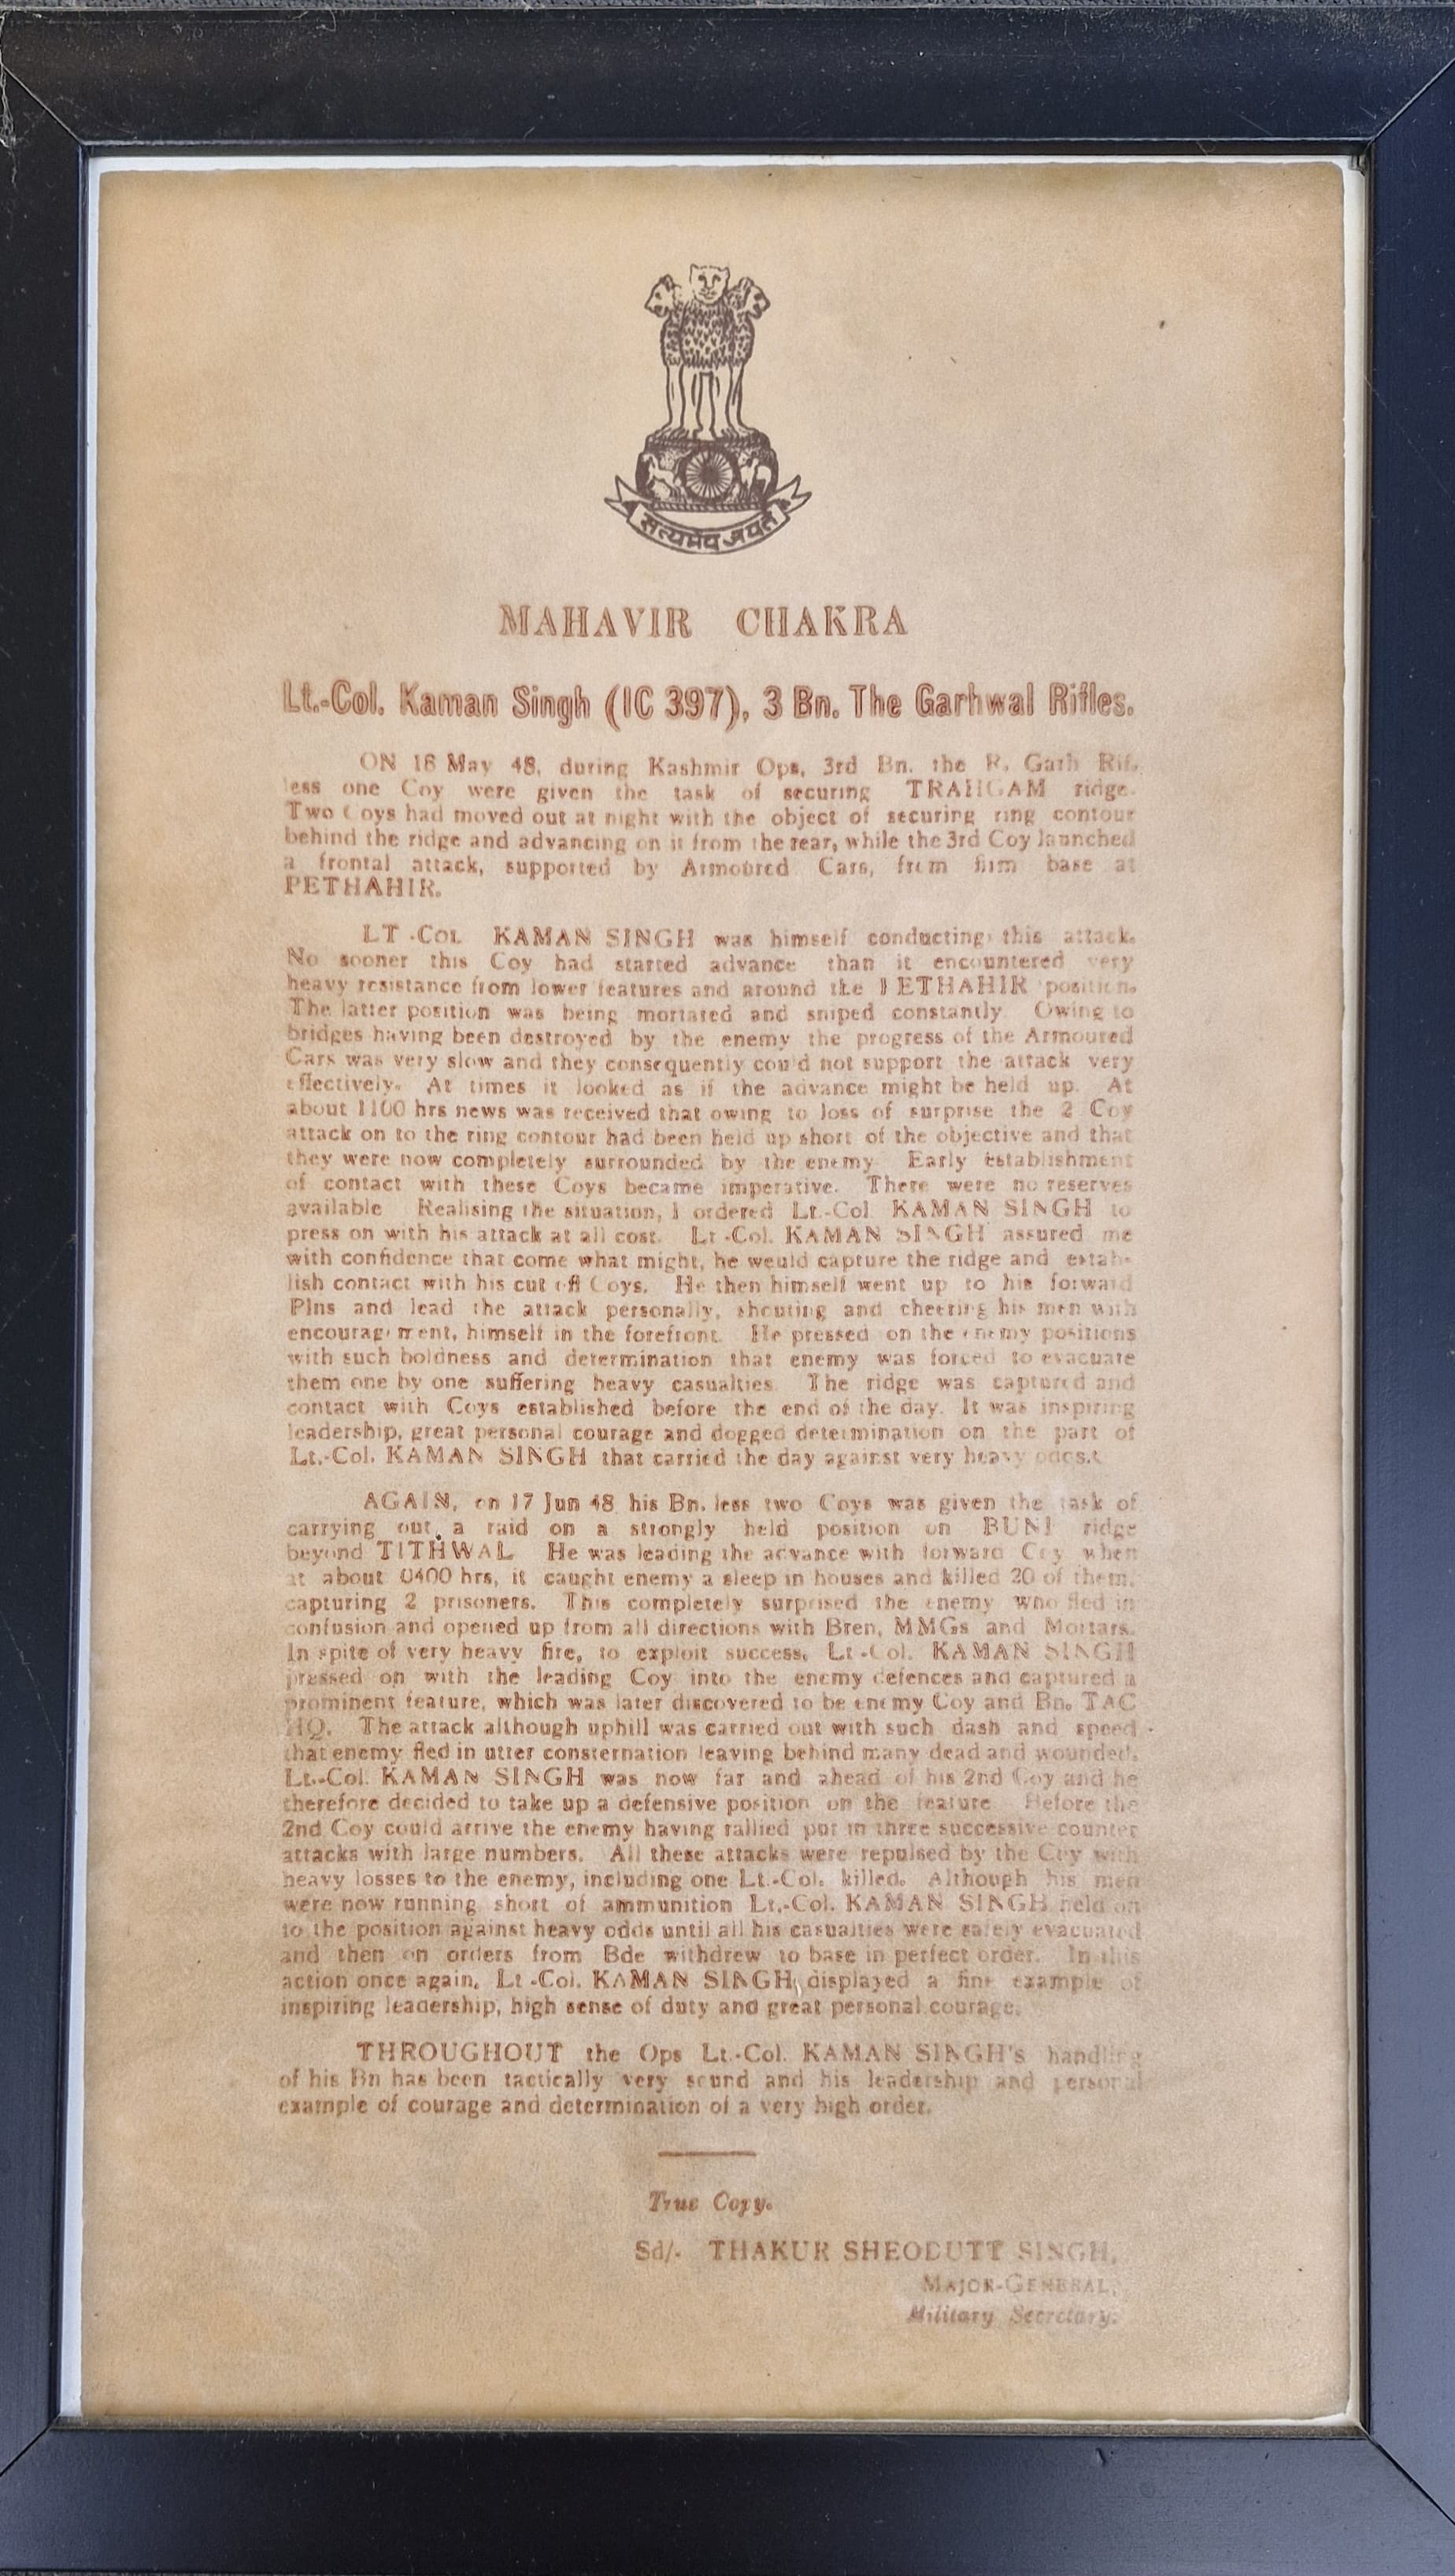 सत्यमेव जयते
MAHAVIR CHAKRA
Lt.-Col. Kaman Singh (IC 397), 3 Bn. The Garhwal Rifles.
ON 18 May 48, during Kashmir Ops, 3rd Bn. the R. Garh Rif.
less one Coy were given the task of securing TRAHGAM ridge.
Two Coys had moved out at night with the object of securing ring contour
behind the ridge and advancing on it from the rear, while the 3rd Coy launched
a frontal attack, supported by Armoured Cars, from firm base at
PETHAHIR.
LT-COL KAMAN SINGH was himself conducting this attack.
No sooner this Coy had started advance than it encountered very
heavy resistance from lower features and around the PETHAHIR position.
The latter position was being mortared and sniped constantly. Owing to
bridges having been destroyed by the enemy the progress of the Armoured
Cars was very slow and they consequently could not support the attack very
effectively. At times it looked as if the advance might be held up. At
about 1100 hrs news was received that owing to loss of surprise the 2 Coy
attack on to the ring contour had been held up short of the objective and that
they were now completely surrounded by the enemy Early establishment
of contact with these Coys became imperative. There were no reserves
available Realising the situation, I ordered Lt.-Col. KAMAN SINGH to
press on with his attack at all cost. Lt-Col. KAMAN SINGH assured me
with confidence that come what might, he would capture the ridge and estab-
lish contact with his cut off Coys. He then himself went up to his forward
Plns and lead the attack personally, shouting and cheering his men with
encouragement, himself in the forefront. He pressed on the enemy positions
with such boldness and determination that enemy was forced to evacuate
them one by one suffering heavy casualties. The ridge was captured and
contact with Coys established before the end of the day. It was inspiring
leadership, great personal courage and dogged determination on the part of
Lt.-Col. KAMAN SINGH that carried the day against very heavy odds.
AGAIN, on 17 Jun 48 his Bn. less two Coys was given the task of
carrying out a raid on a strongly held position on BUNI ridge
beyond TITHWAL He was leading the advance with forward Coy when
at about 0400 hrs, it caught enemy a sleep in houses and killed 20 of them,
capturing 2 prisoners. This completely surprised the enemy who fled in
confusion and opened up from all directions with Bren, MMGs and Mortars.
In spite of very heavy fire, to exploit success, Lt-Col. KAMAN SINGH
pressed on with the leading Coy into the enemy defences and captured a
prominent feature, which was later discovered to be enemy Coy and Bn. TAC
HQ. The attack although uphill was carried out with such dash and speed
that enemy fled in utter consternation leaving behind many dead and wounded.
Lt.-Col. KAMAN SINGH was now far and ahead of his 2nd Coy and he
therefore decided to take up a defensive position on the feature Before the
2nd Coy could arrive the enemy having rallied put in three successive counter
attacks with large numbers. All these attacks were repulsed by the Coy with
heavy losses to the enemy, including one Lt.-Col. killed. Although his men
were now running short of ammunition Lt.-Col. KAMAN SINGH held on
to the position against heavy odds until all his casualties were safely evacuated
and then on orders from Bde withdrew to base in perfect order. In this
action once again, Lt-Col. KAMAN SINGH, displayed a fine example of
inspiring leadership, high sense of duty and great personal courage.
THROUGHOUT the Ops Lt.-Col. KAMAN SINGH's handling
of his Bn has been tactically very sound and his leadership and personal
example of courage and determination of a very high order.
True Copy.
Sd/- THAKUR SHEODUTT SINGH,
MAJOR-GENERAL,
Military Secretary.